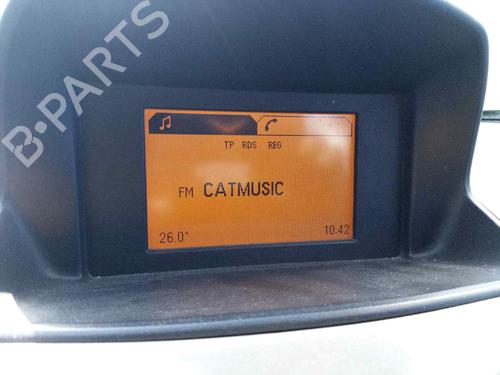 B-PARTS
TP RDS REG
FM CATMUSIC
26.0° 10:42